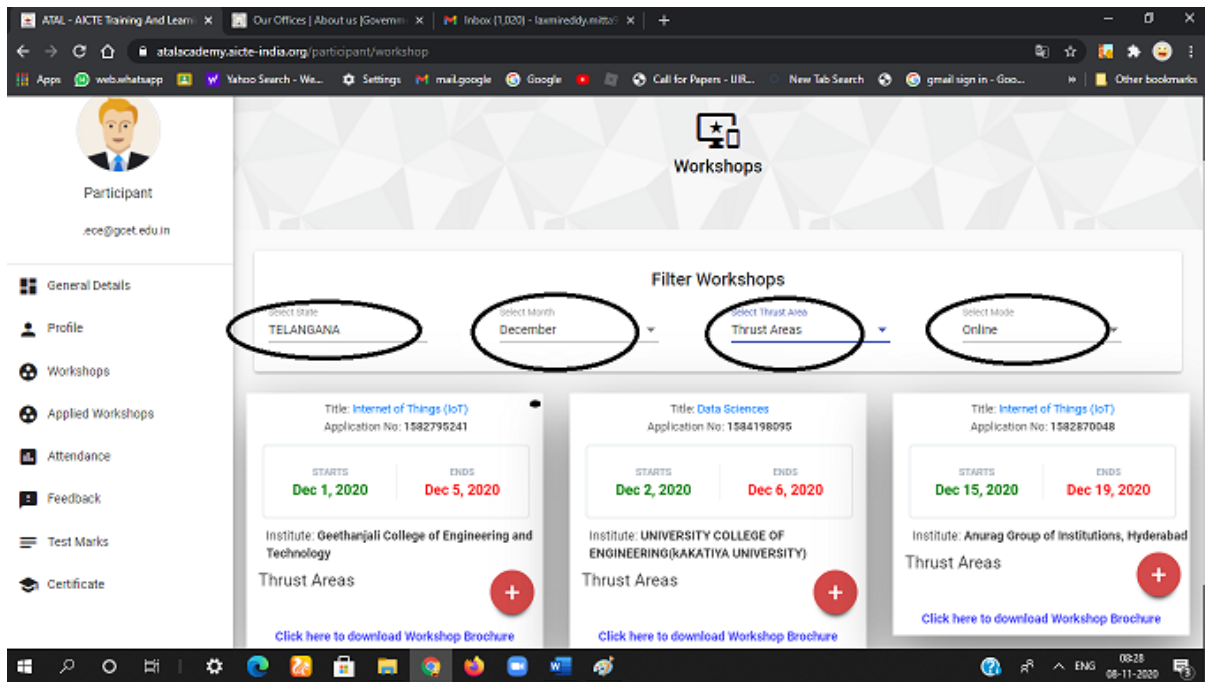 ATAL - AICTE Training And Learni
Our Offices | About us |Governm
Inbox (1,020) - laxmireddy.mitta
atalacademy.aicte-india.org/participant/workshop
Apps web.whatsapp Yahoo Search - We... Settings mail.google Google Call for Papers - IJIR... New Tab Search gmail sign in - Goo... » Other bookmarks
Participant
.ece@gcet.edu.in
General Details
Profile
Workshops
Applied Workshops
Attendance
Feedback
Test Marks
Certificate
Workshops
Filter Workshops
Select State Select Month Select Thrust Area Select Mode
TELANGANA December Thrust Areas Online
Title: Internet of Things (IoT)
Application No: 1582795241
STARTS ENDS
Dec 1, 2020 Dec 5, 2020
Institute: Geethanjali College of Engineering and
Technology
Thrust Areas
+
Click here to download Workshop Brochure
Title: Data Sciences
Application No: 1584198095
STARTS ENDS
Dec 2, 2020 Dec 6, 2020
Institute: UNIVERSITY COLLEGE OF
ENGINEERING(kAKATIYA UNIVERSITY)
Thrust Areas
+
Click here to download Workshop Brochure
Title: Internet of Things (IoT)
Application No: 1582870048
STARTS ENDS
Dec 15, 2020 Dec 19, 2020
Institute: Anurag Group of Institutions, Hyderabad
Thrust Areas
+
Click here to download Workshop Brochure
ENG
08:28
08-11-2020